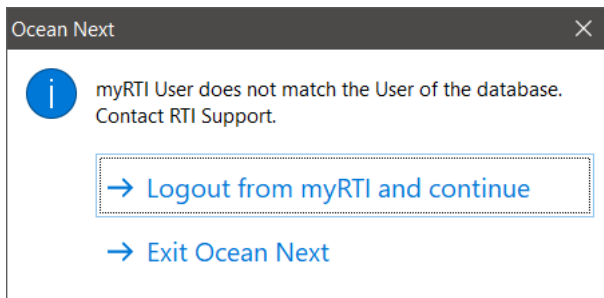 Ocean Next
myRTI User does not match the User of the database.
Contact RTI Support.
→ Logout from myRTI and continue
→ Exit Ocean Next